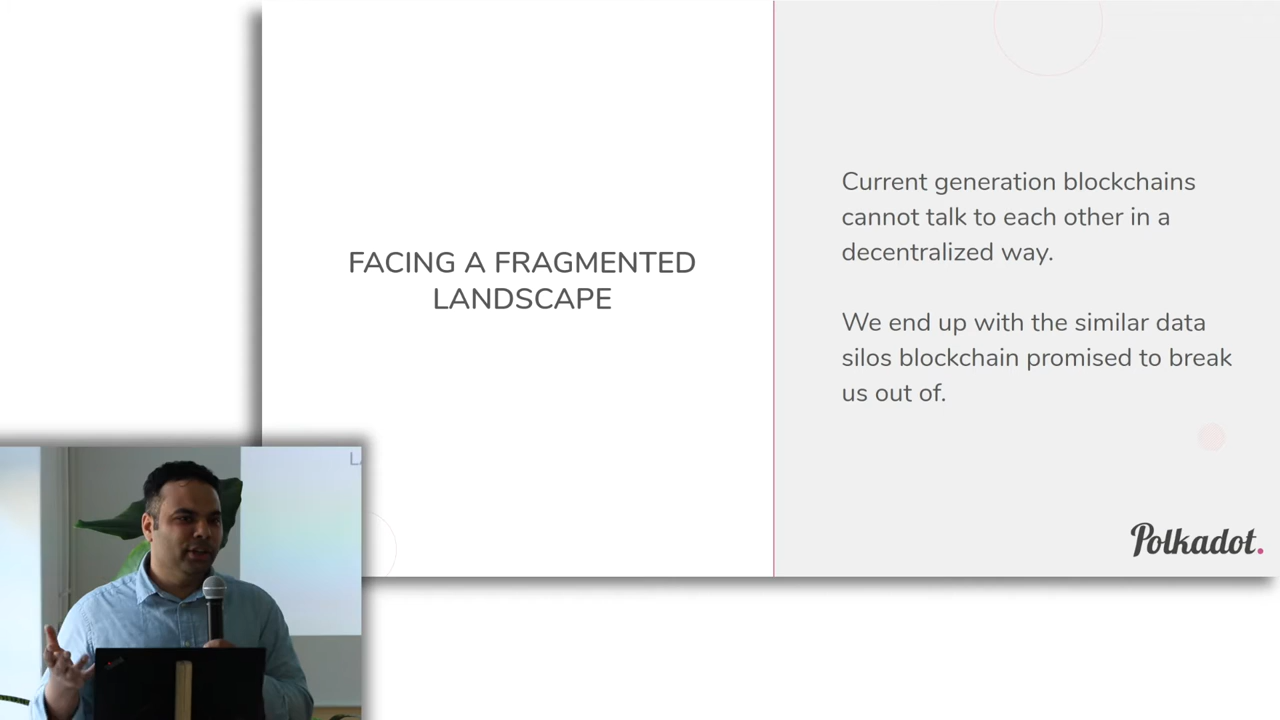 FACING A FRAGMENTED
LANDSCAPE
Current generation blockchains
cannot talk to each other in a
decentralized way.
We end up with the similar data
silos blockchain promised to break
us out of.
Polkadot.